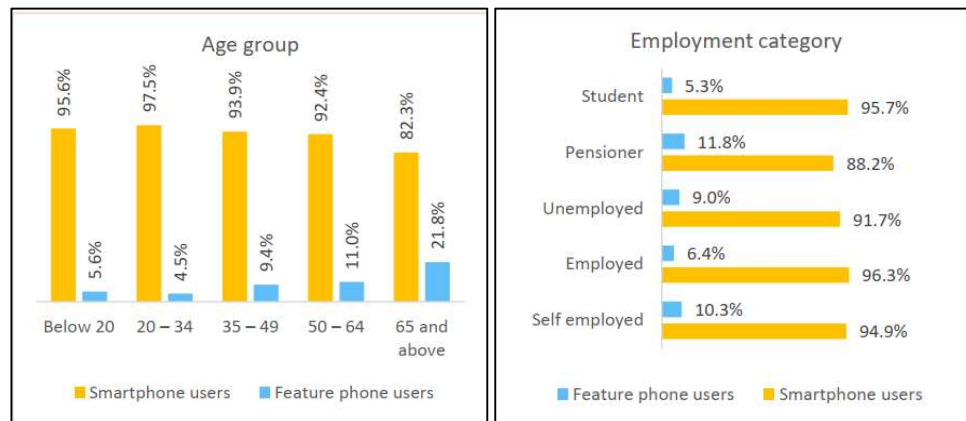 Age group
95.6%
5.6%
97.5%
4.5%
93.9%
9.4%
92.4%
11.0%
82.3%
21.8%
Below 20
20 – 34
35 – 49
50 – 64
65 and
above
Smartphone users
Feature phone users
Employment category
Student
5.3%
95.7%
Pensioner
11.8%
88.2%
Unemployed
9.0%
91.7%
Employed
6.4%
96.3%
Self employed
10.3%
94.9%
Feature phone users
Smartphone users